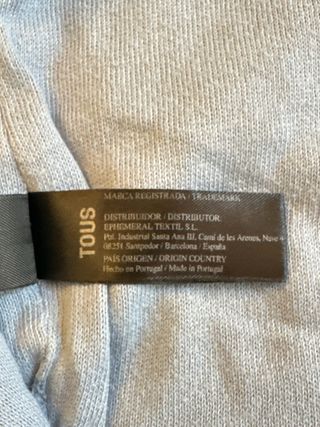 TOUS
MARCA REGISTRADA / TRADEMARK
DISTRIBUIDOR / DISTRIBUTOR:
EPHEMERAL TEXTIL S.L.
Pol. Industrial Santa Ana III, Camí de les Arenes, Nave 4
08251 Santpedor / Barcelona / España
PAÍS ORIGEN / ORIGIN COUNTRY
Hecho en Portugal / Made in Portugal